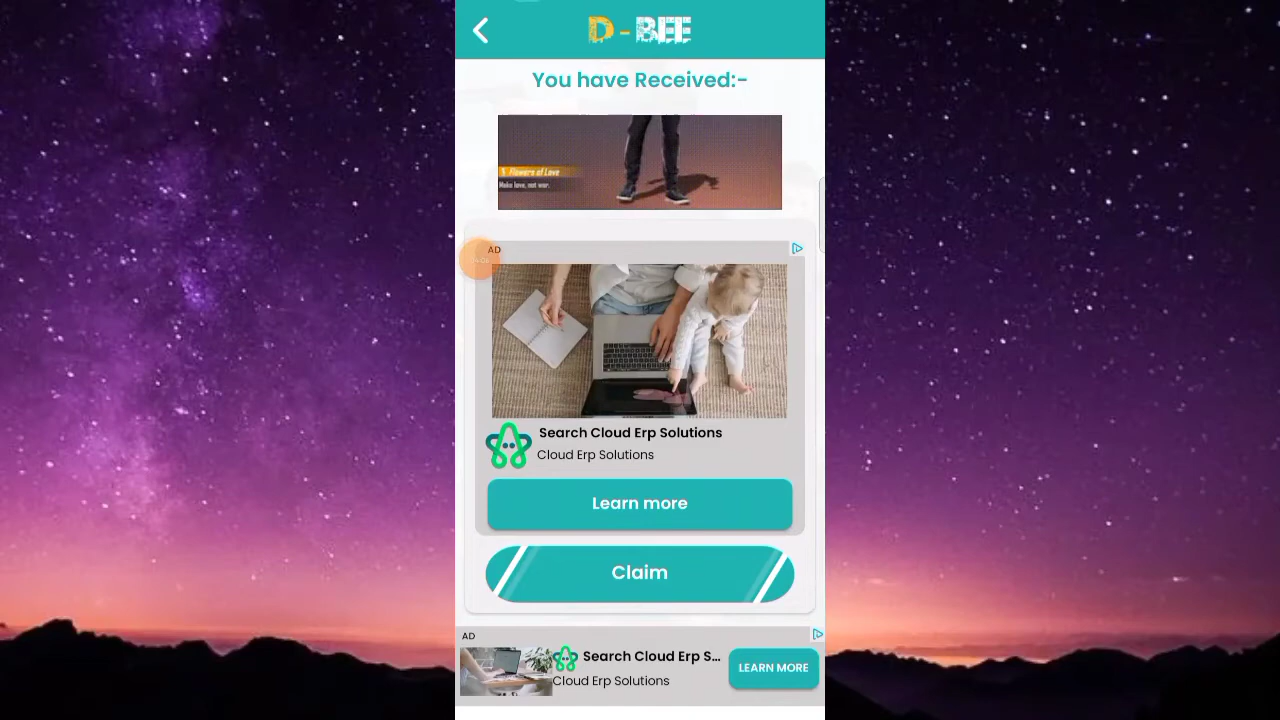 D - BEE
You have Received:-
Flowers of Love
Make love, not war.
AD
Search Cloud Erp Solutions
Cloud Erp Solutions
Learn more
Claim
AD
Search Cloud Erp S...
Cloud Erp Solutions
LEARN MORE